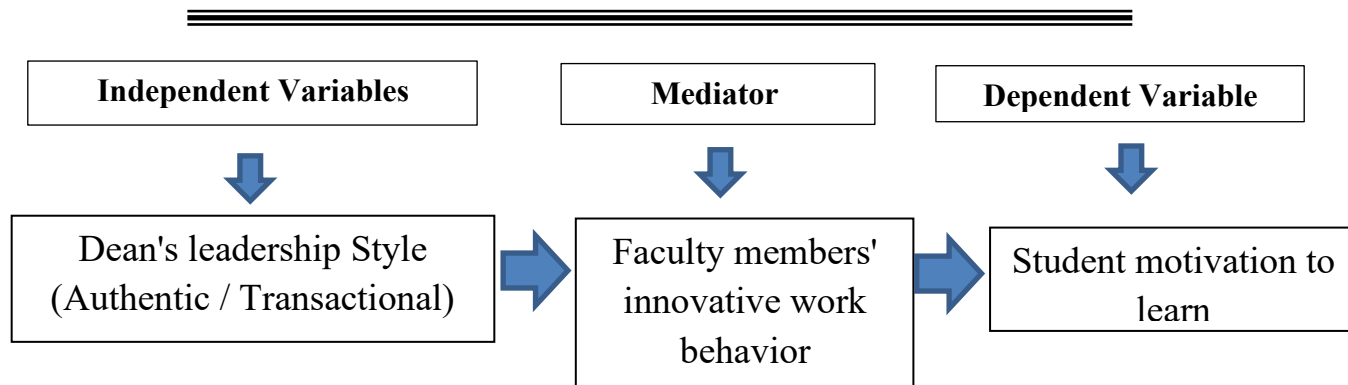 Independent Variables
Mediator
Dependent Variable
Dean's leadership Style
(Authentic / Transactional)
Faculty members'
innovative work
behavior
Student motivation to
learn